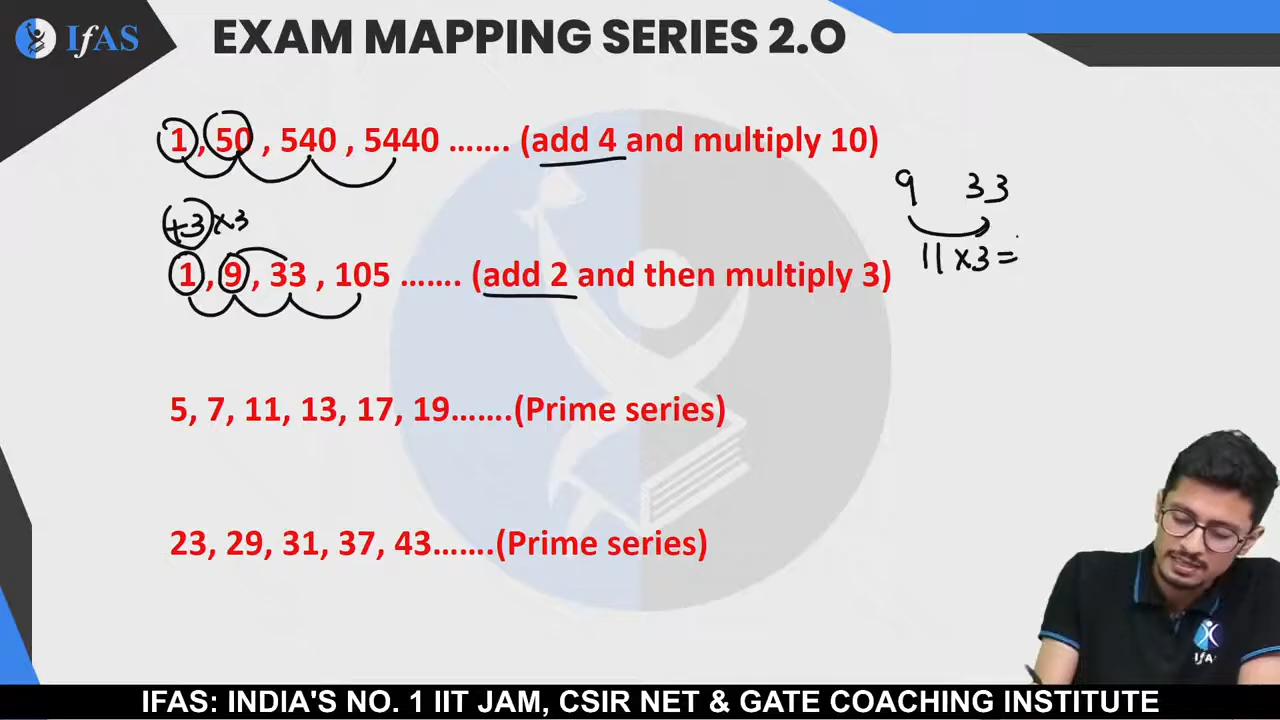 IfAS EXAM MAPPING SERIES 2.0
1 , 50 , 540 , 5440 ....... (add 4 and multiply 10)
9 33
+3 ×3
11 ×3 =
1 , 9 , 33 , 105 ....... (add 2 and then multiply 3)
5, 7, 11, 13, 17, 19.......(Prime series)
23, 29, 31, 37, 43.......(Prime series)
IfAS
IFAS: INDIA'S NO. 1 IIT JAM, CSIR NET & GATE COACHING INSTITUTE